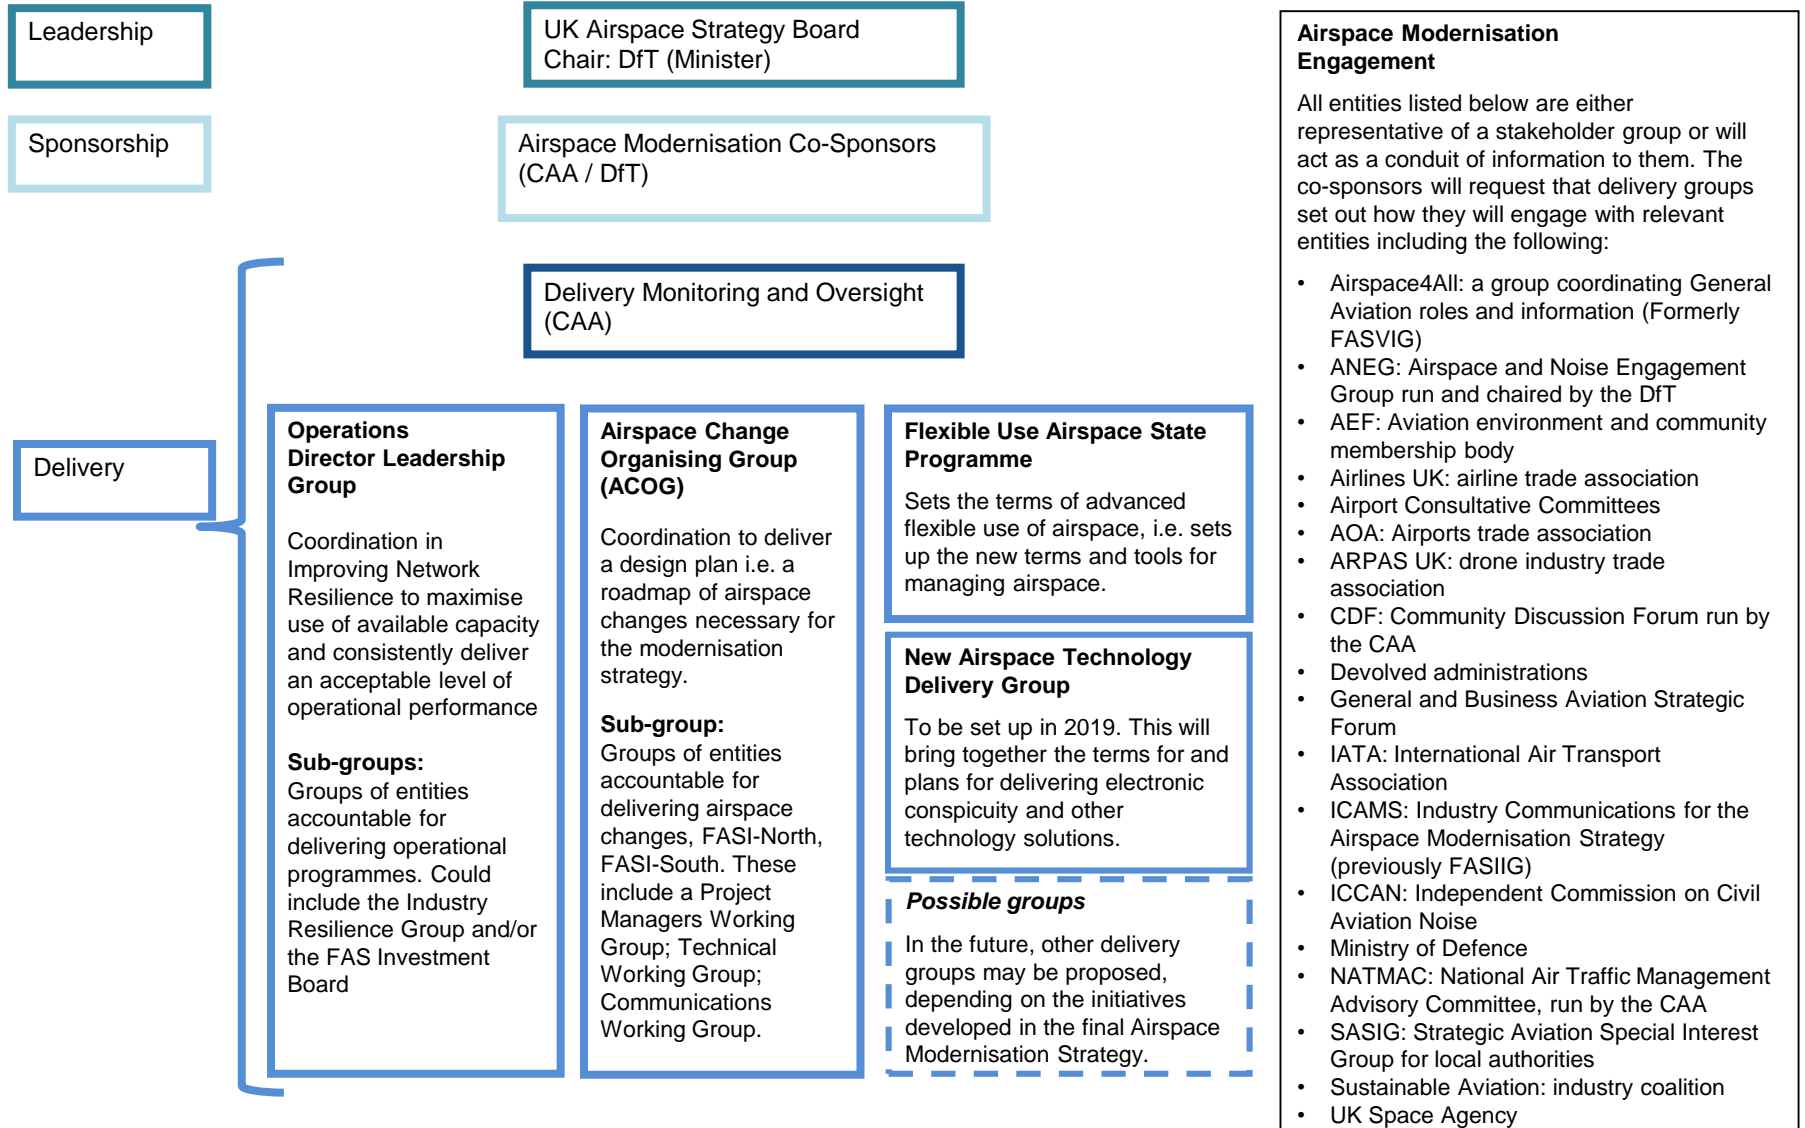 Leadership
UK Airspace Strategy Board
Chair: DfT (Minister)
Sponsorship
Airspace Modernisation Co-Sponsors
(CAA / DfT)
Delivery Monitoring and Oversight
(CAA)
Delivery
Operations
Director Leadership
Group
Coordination in
Improving Network
Resilience to maximise
use of available capacity
and consistently deliver
an acceptable level of
operational performance
Sub-groups:
Groups of entities
accountable for
delivering operational
programmes. Could
include the Industry
Resilience Group and/or
the FAS Investment
Board
Airspace Change
Organising Group
(ACOG)
Coordination to deliver
a design plan i.e. a
roadmap of airspace
changes necessary for
the modernisation
strategy.
Sub-group:
Groups of entities
accountable for
delivering airspace
changes, FASI-North,
FASI-South. These
include a Project
Managers Working
Group; Technical
Working Group;
Communications
Working Group.
Flexible Use Airspace State
Programme
Sets the terms of advanced
flexible use of airspace, i.e. sets
up the new terms and tools for
managing airspace.
New Airspace Technology
Delivery Group
To be set up in 2019. This will
bring together the terms for and
plans for delivering electronic
conspicuity and other
technology solutions.
Possible groups
In the future, other delivery
groups may be proposed,
depending on the initiatives
developed in the final Airspace
Modernisation Strategy.
Airspace Modernisation
Engagement
All entities listed below are either
representative of a stakeholder group or will
act as a conduit of information to them. The
co-sponsors will request that delivery groups
set out how they will engage with relevant
entities including the following:
• Airspace4All: a group coordinating General
Aviation roles and information (Formerly
FASVIG)
• ANEG: Airspace and Noise Engagement
Group run and chaired by the DfT
• AEF: Aviation environment and community
membership body
• Airlines UK: airline trade association
• Airport Consultative Committees
• AOA: Airports trade association
• ARPAS UK: drone industry trade
association
• CDF: Community Discussion Forum run by
the CAA
• Devolved administrations
• General and Business Aviation Strategic
Forum
• IATA: International Air Transport
Association
• ICAMS: Industry Communications for the
Airspace Modernisation Strategy
(previously FASIIG)
• ICCAN: Independent Commission on Civil
Aviation Noise
• Ministry of Defence
• NATMAC: National Air Traffic Management
Advisory Committee, run by the CAA
• SASIG: Strategic Aviation Special Interest
Group for local authorities
• Sustainable Aviation: industry coalition
• UK Space Agency